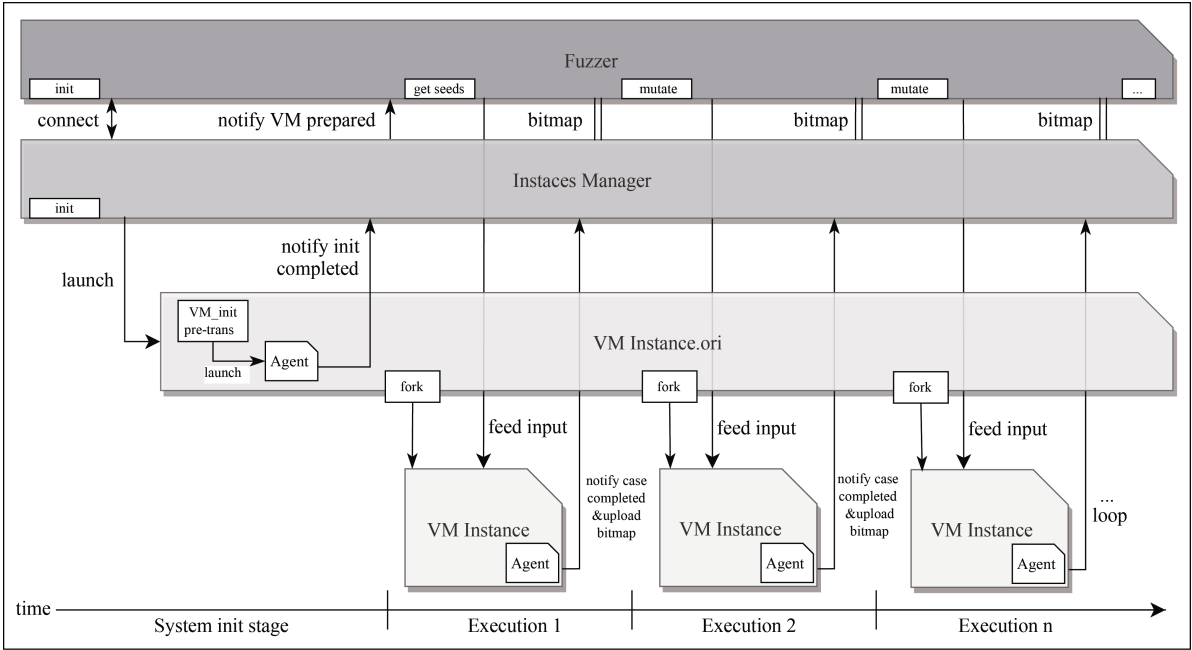 Fuzzer
init
get seeds
mutate
mutate
...
connect
notify VM prepared
bitmap
bitmap
bitmap
Instaces Manager
init
launch
notify init
completed
VM_init
pre-trans
launch
Agent
VM Instance.ori
fork
fork
fork
feed input
feed input
feed input
VM Instance
Agent
notify case
completed
&upload
bitmap
VM Instance
Agent
notify case
completed
&upload
bitmap
VM Instance
Agent
...
loop
time
System init stage
Execution 1
Execution 2
Execution n